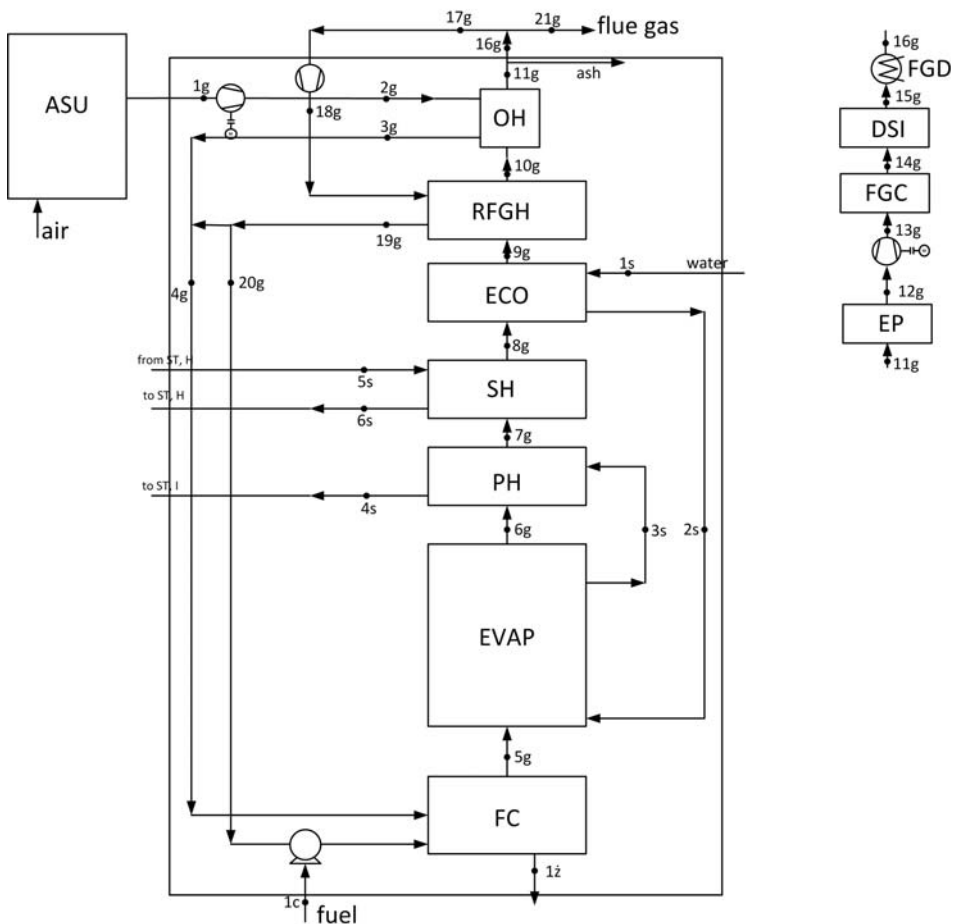 17g
21g
flue gas
16g
16g
FGD
ash
11g
ASU
1g
2g
15g
18g
OH
DSI
3g
14g
10g
FGC
RFGH
13g
air
19g
9g
1s
water
4g
20g
ECO
12g
EP
8g
11g
from ST, H
5s
SH
to ST, H
6s
7g
to ST, I
PH
4s
6g
3s
2s
EVAP
5g
FC
1ż
1c
fuel